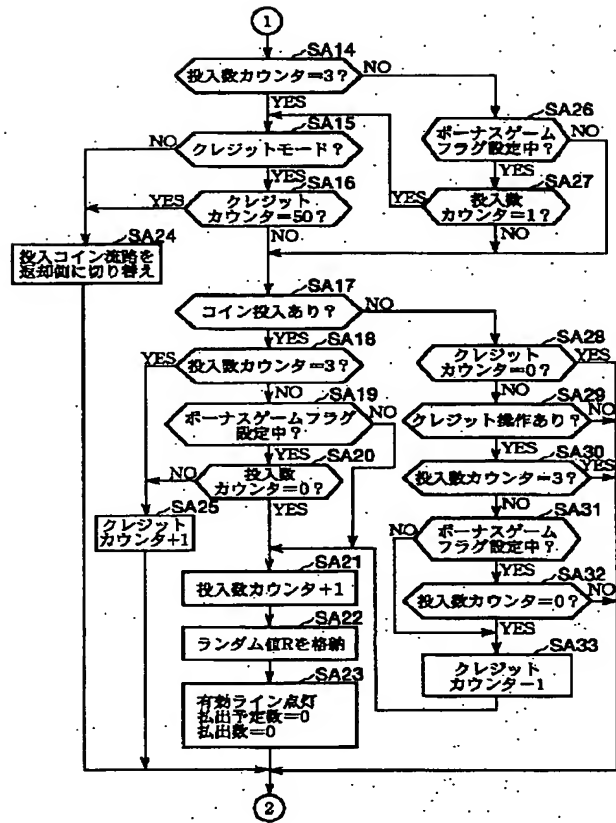 1
SA14
投入数カウンタ=3?
NO
YES
SA15
NO
クレジットモード?
YES
SA16
YES
クレジット
カウンタ=50?
NO
SA24
投入コイン流路を
返却側に切り替え
SA26
ボーナスゲーム
フラグ設定中?
NO
YES
SA27
YES
投入数
カウンタ=1?
NO
SA17
コイン投入あり?
NO
YES
SA18
YES
投入数カウンタ=3?
NO
SA19
ボーナスゲームフラグ
設定中?
NO
YES
SA20
NO
投入数
カウンタ=0?
YES
SA25
クレジット
カウンタ+1
SA21
投入数カウンタ+1
SA22
ランダム値Rを格納
SA23
有効ライン点灯
払出予定数=0
払出数=0
SA28
クレジット
カウンタ=0?
YES
NO
SA29
クレジット操作あり?
NO
YES
SA30
投入数カウンタ=3?
YES
NO
SA31
NO
ボーナスゲーム
フラグ設定中?
YES
SA32
投入数カウンタ=0?
NO
YES
SA33
クレジット
カウンタ-1
2